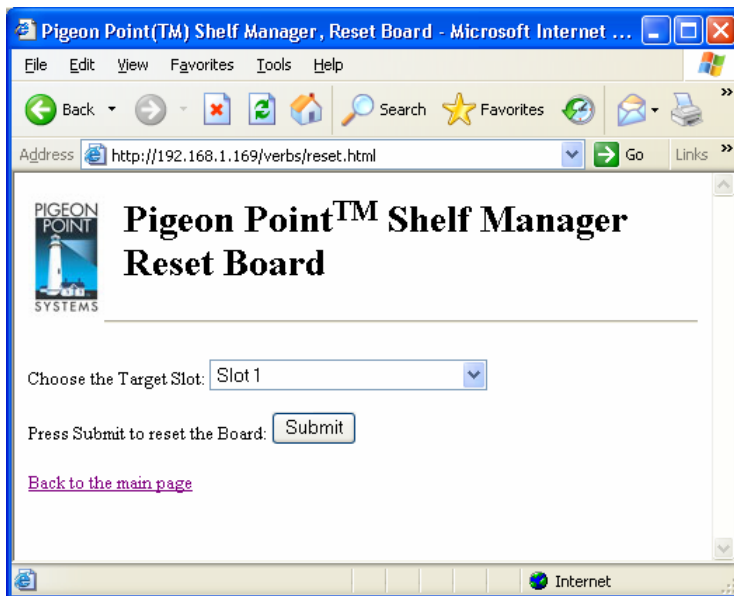 Pigeon Point(TM) Shelf Manager, Reset Board - Microsoft Internet ...
File Edit View Favorites Tools Help
Back Search Favorites »
Address http://192.168.1.169/verbs/reset.html Go Links »
PIGEON
POINT
SYSTEMS
Pigeon Point™ Shelf Manager
Reset Board
Choose the Target Slot: Slot 1
Press Submit to reset the Board: Submit
Back to the main page
Internet